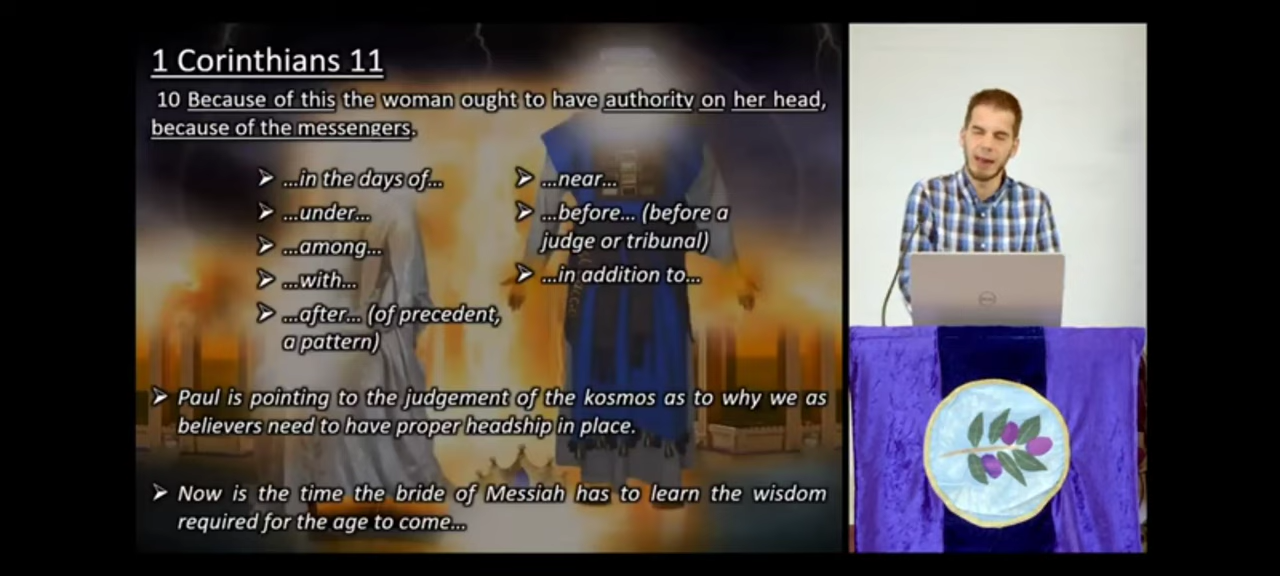 1 Corinthians 11
10 Because of this the woman ought to have authority on her head,
because of the messengers.
➢ ...in the days of...
➢ ...under...
➢ ...among...
➢ ...with...
➢ ...after... (of precedent,
a pattern)
➢ ...near...
➢ ...before... (before a
judge or tribunal)
➢ ...in addition to...
➢ Paul is pointing to the judgement of the kosmos as to why we as
believers need to have proper headship in place.
➢ Now is the time the bride of Messiah has to learn the wisdom
required for the age to come...
DELL